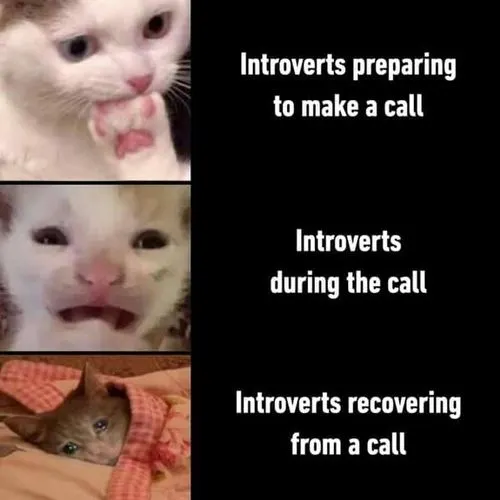 Introverts preparing
to make a call
Introverts
during the call
Introverts recovering
from a call